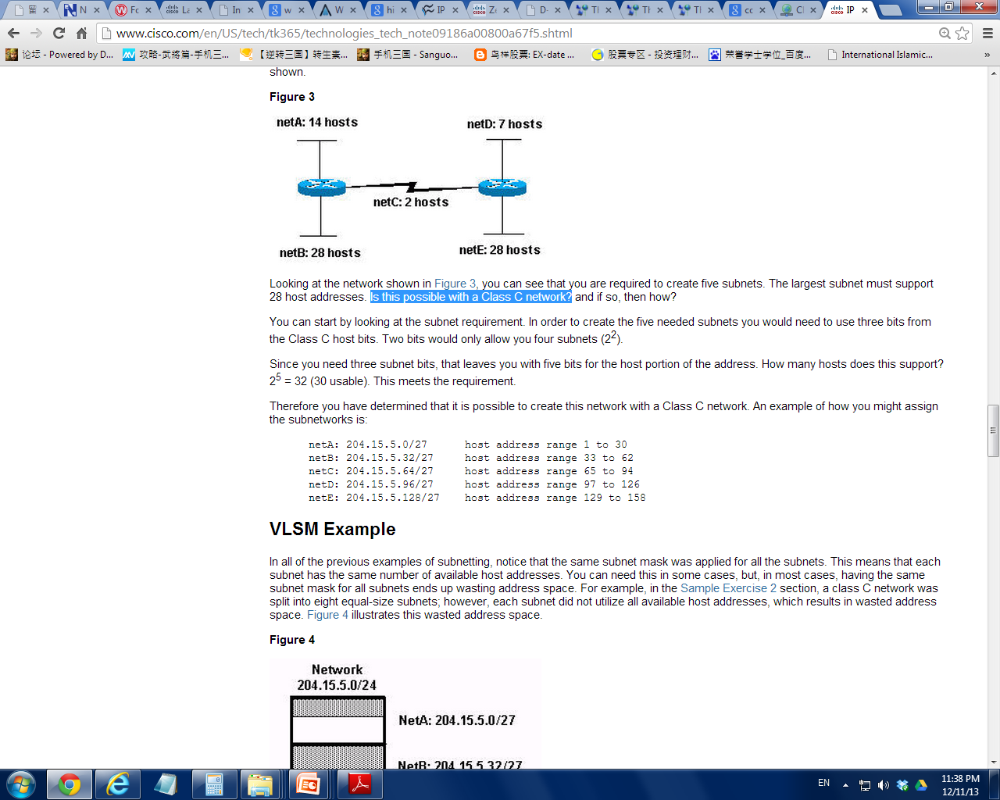 www.cisco.com/en/US/tech/tk365/technologies_tech_note09186a00800a67f5.shtml
论坛 - Powered by D... 攻略-武將篇-手机三... 【逆转三国】转生素... 手机三国 - Sanguo... 鸟样股票: EX-date ... 股票专区 - 投资理财... 荣誉学士学位_百度... International Islamic... »
shown.
Figure 3
netA: 14 hosts
netD: 7 hosts
netC: 2 hosts
netB: 28 hosts
netE: 28 hosts
Looking at the network shown in Figure 3, you can see that you are required to create five subnets. The largest subnet must support
28 host addresses. Is this possible with a Class C network? and if so, then how?
You can start by looking at the subnet requirement. In order to create the five needed subnets you would need to use three bits from
the Class C host bits. Two bits would only allow you four subnets (2²).
Since you need three subnet bits, that leaves you with five bits for the host portion of the address. How many hosts does this support?
2⁵ = 32 (30 usable). This meets the requirement.
Therefore you have determined that it is possible to create this network with a Class C network. An example of how you might assign
the subnetworks is:
netA: 204.15.5.0/27 host address range 1 to 30
netB: 204.15.5.32/27 host address range 33 to 62
netC: 204.15.5.64/27 host address range 65 to 94
netD: 204.15.5.96/27 host address range 97 to 126
netE: 204.15.5.128/27 host address range 129 to 158
VLSM Example
In all of the previous examples of subnetting, notice that the same subnet mask was applied for all the subnets. This means that each
subnet has the same number of available host addresses. You can need this in some cases, but, in most cases, having the same
subnet mask for all subnets ends up wasting address space. For example, in the Sample Exercise 2 section, a class C network was
split into eight equal-size subnets; however, each subnet did not utilize all available host addresses, which results in wasted address
space. Figure 4 illustrates this wasted address space.
Figure 4
Network
204.15.5.0/24
NetA: 204.15.5.0/27
NetB: 204.15.5.32/27
EN
11:38 PM
12/11/13